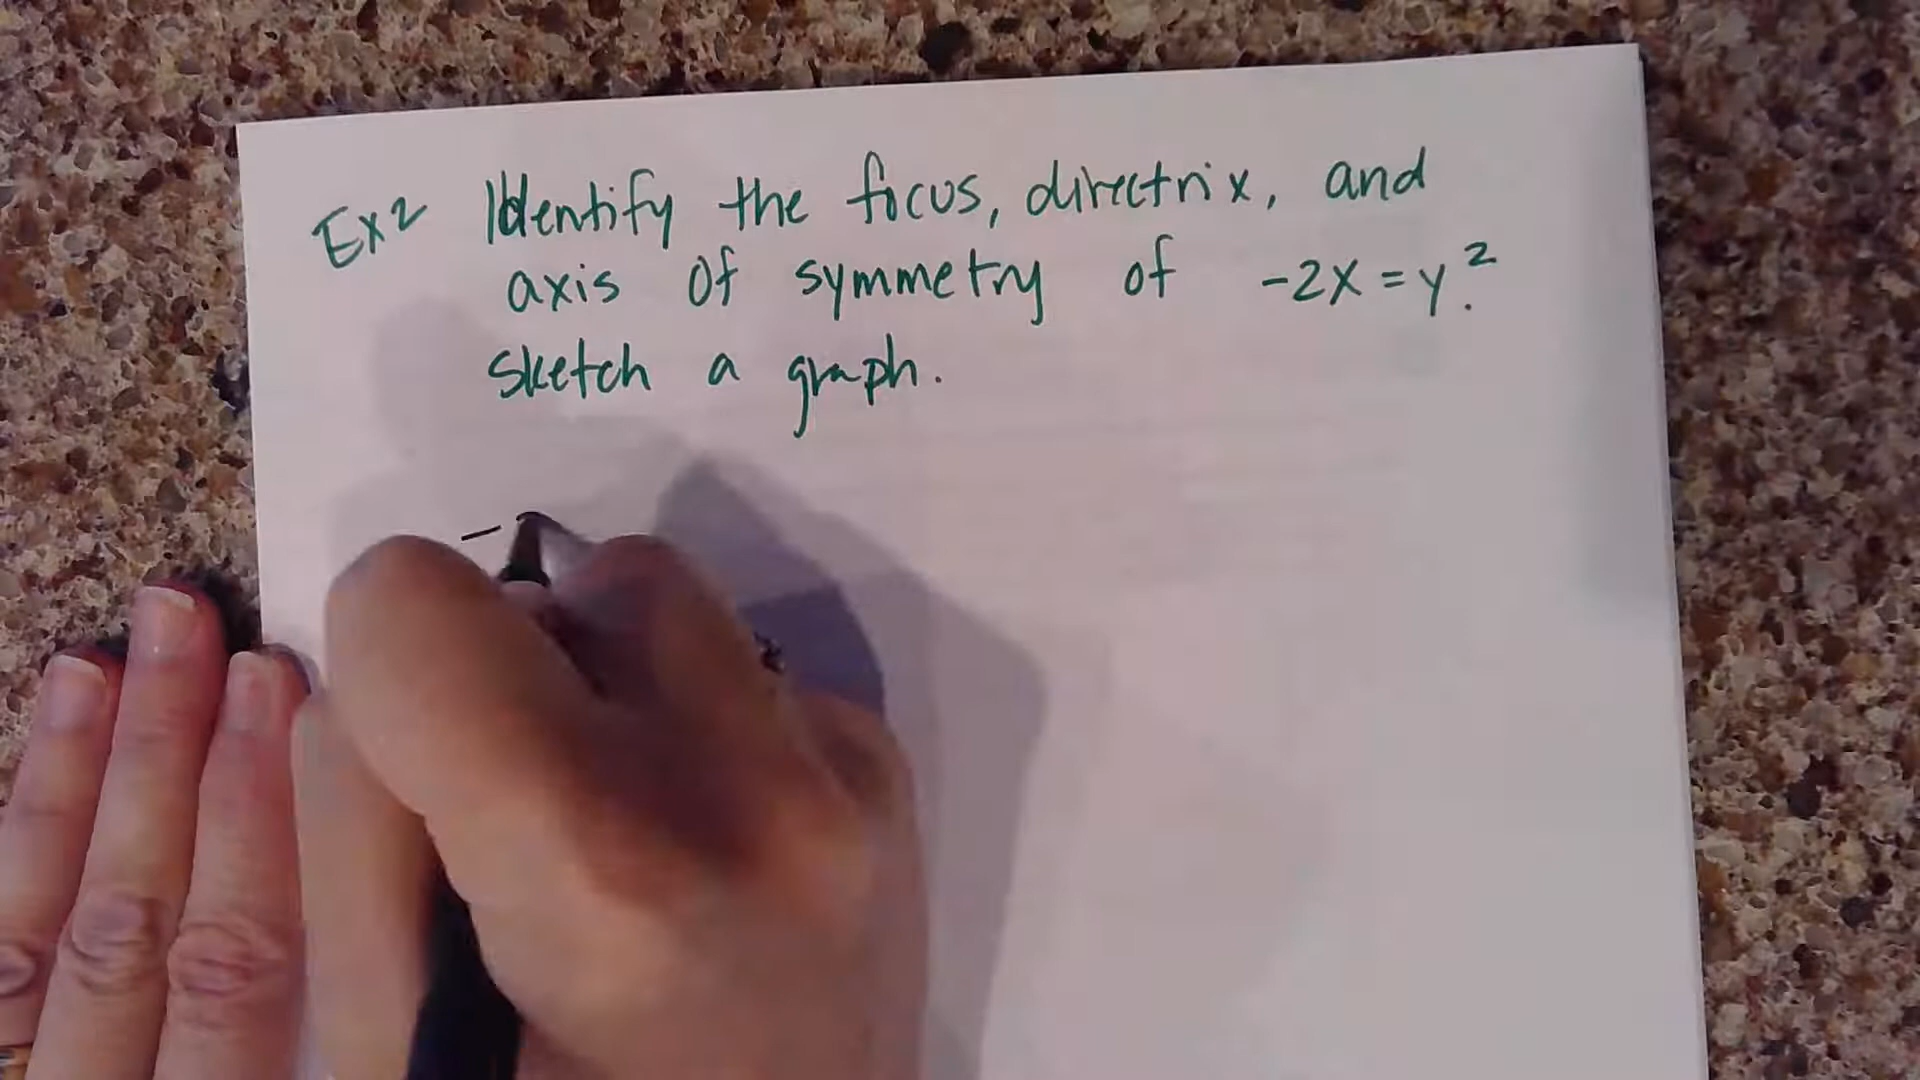 Ex2 Identify the focus, directrix, and
axis of symmetry of -2x = y².
sketch a graph.